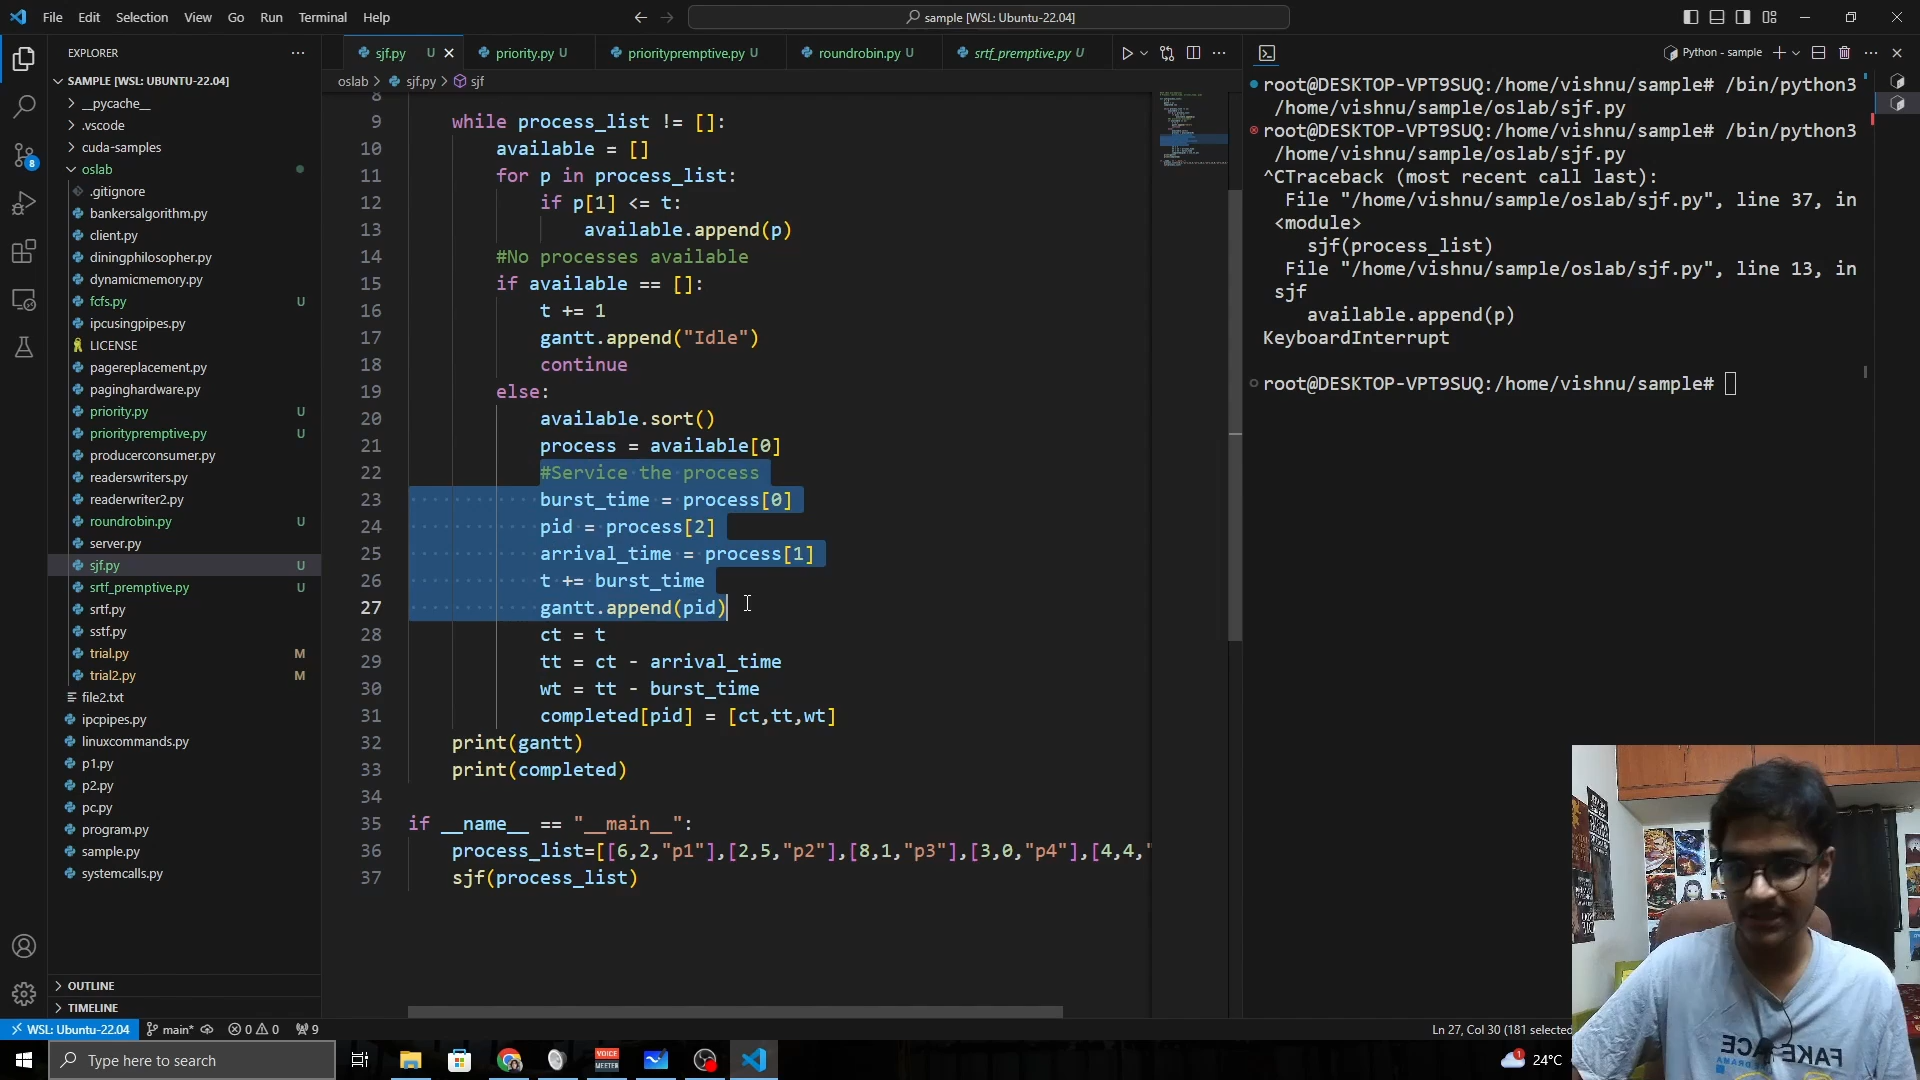 File Edit Selection View Go Run Terminal Help
sample [WSL: Ubuntu-22.04]
EXPLORER
SAMPLE [WSL: UBUNTU-22.04]
__pycache__
.vscode
cuda-samples
oslab
.gitignore
bankersalgorithm.py
client.py
diningphilosopher.py
dynamicmemory.py
fcfs.py U
ipcusingpipes.py
LICENSE
pagereplacement.py
paginghardware.py
priority.py U
prioritypremptive.py U
producerconsumer.py
readerswriters.py
readerwriter2.py
roundrobin.py U
server.py
sjf.py U
srtf_premptive.py U
srtf.py
sstf.py
trial.py M
trial2.py M
file2.txt
ipcpipes.py
linuxcommands.py
p1.py
p2.py
pc.py
program.py
sample.py
systemcalls.py
OUTLINE
TIMELINE
8
sjf.py U priority.py U prioritypremptive.py U roundrobin.py U srtf_premptive.py U
oslab > sjf.py > sjf
8
9 while process_list != []:
10 available = []
11 for p in process_list:
12 if p[1] <= t:
13 available.append(p)
14 #No processes available
15 if available == []:
16 t += 1
17 gantt.append("Idle")
18 continue
19 else:
20 available.sort()
21 process = available[0]
22 #Service the process
23 burst_time = process[0]
24 pid = process[2]
25 arrival_time = process[1]
26 t += burst_time
27 gantt.append(pid)
28 ct = t
29 tt = ct - arrival_time
30 wt = tt - burst_time
31 completed[pid] = [ct,tt,wt]
32 print(gantt)
33 print(completed)
34
35 if __name__ == "__main__":
36 process_list=[[6,2,"p1"],[2,5,"p2"],[8,1,"p3"],[3,0,"p4"],[4,4,"
37 sjf(process_list)
Python - sample
root@DESKTOP-VPT9SUQ:/home/vishnu/sample# /bin/python3
/home/vishnu/sample/oslab/sjf.py
root@DESKTOP-VPT9SUQ:/home/vishnu/sample# /bin/python3
/home/vishnu/sample/oslab/sjf.py
^CTraceback (most recent call last):
File "/home/vishnu/sample/oslab/sjf.py", line 37, in
<module>
sjf(process_list)
File "/home/vishnu/sample/oslab/sjf.py", line 13, in
sjf
available.append(p)
KeyboardInterrupt
root@DESKTOP-VPT9SUQ:/home/vishnu/sample#
WSL: Ubuntu-22.04 main* 0 0 9
Ln 27, Col 30 (181 selected
Type here to search
VOICE
MEETER
1
24°C